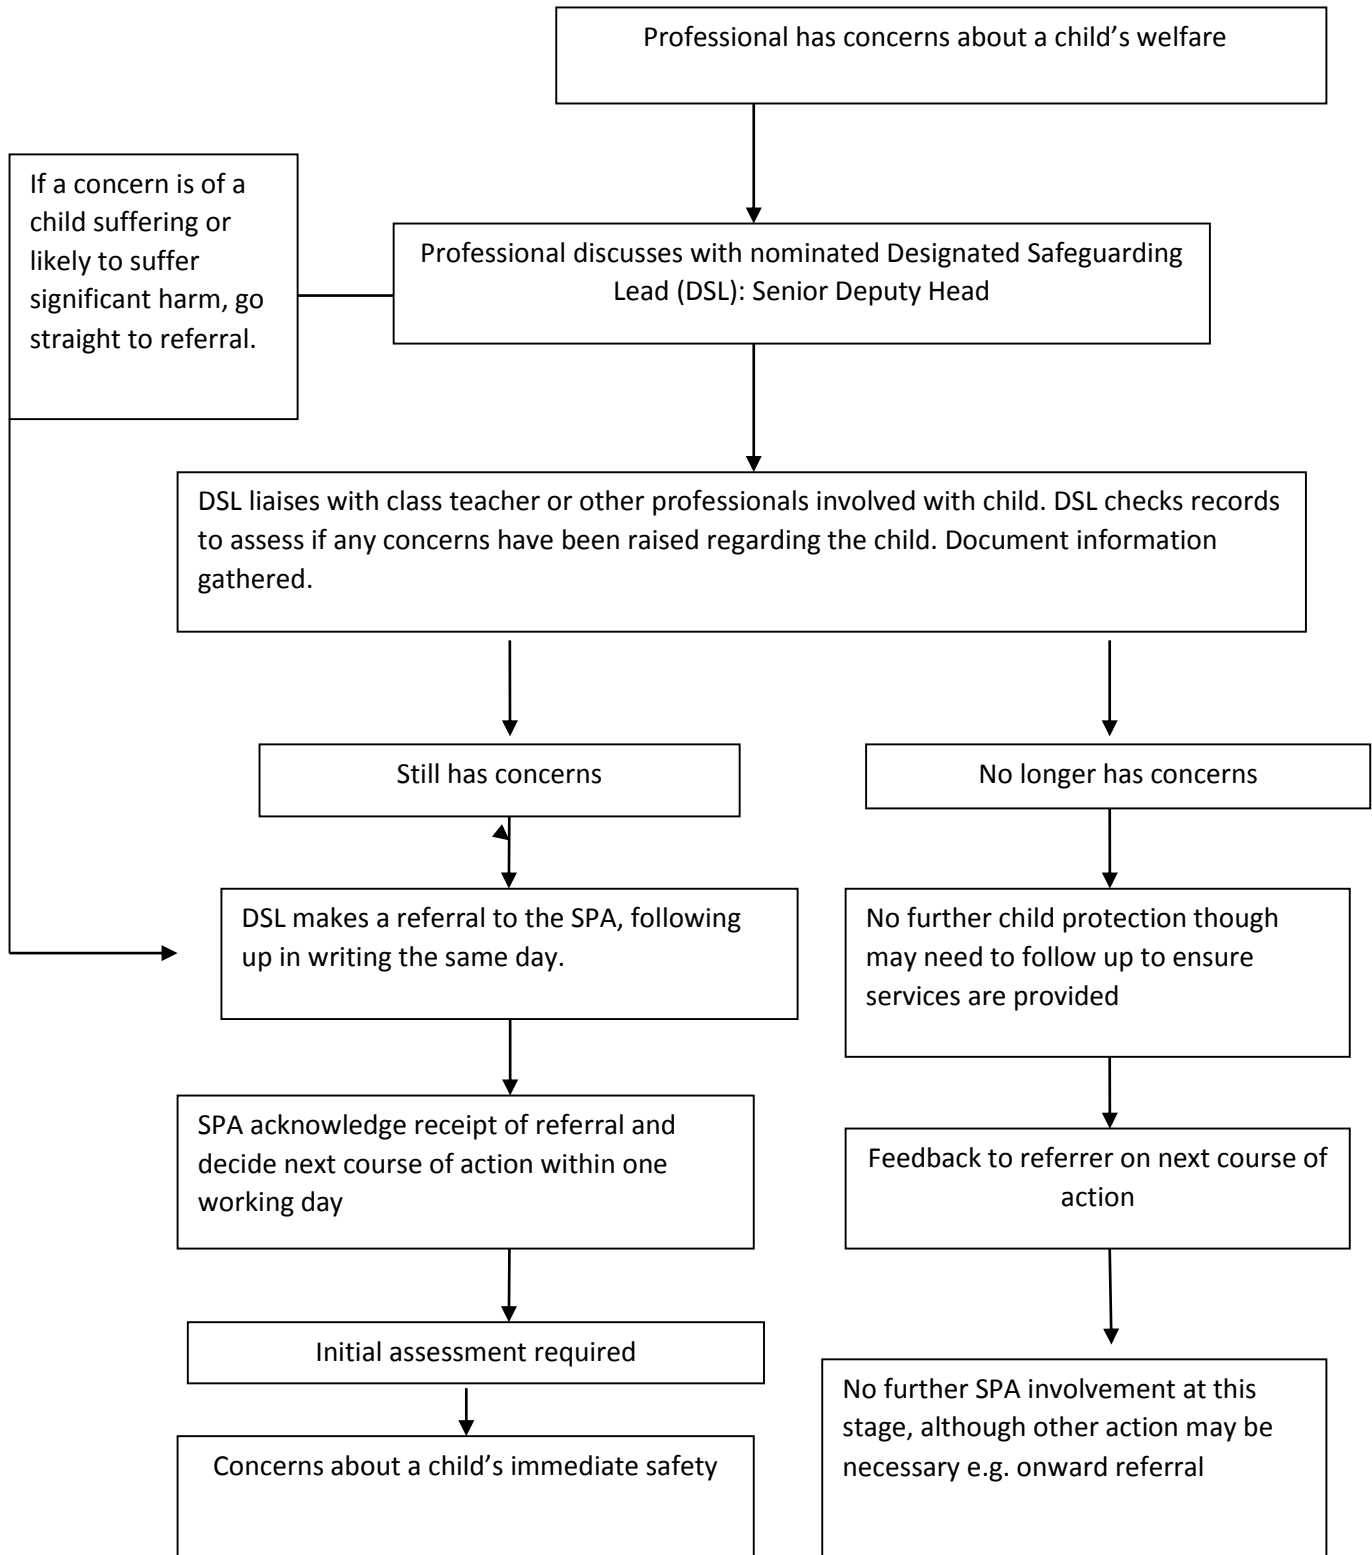 Professional has concerns about a child’s welfare
If a concern is of a
child suffering or
likely to suffer
significant harm, go
straight to referral.
Professional discusses with nominated Designated Safeguarding
Lead (DSL): Senior Deputy Head
DSL liaises with class teacher or other professionals involved with child. DSL checks records
to assess if any concerns have been raised regarding the child. Document information
gathered.
Still has concerns
No longer has concerns
DSL makes a referral to the SPA, following
up in writing the same day.
No further child protection though
may need to follow up to ensure
services are provided
SPA acknowledge receipt of referral and
decide next course of action within one
working day
Feedback to referrer on next course of
action
Initial assessment required
No further SPA involvement at this
stage, although other action may be
necessary e.g. onward referral
Concerns about a child’s immediate safety